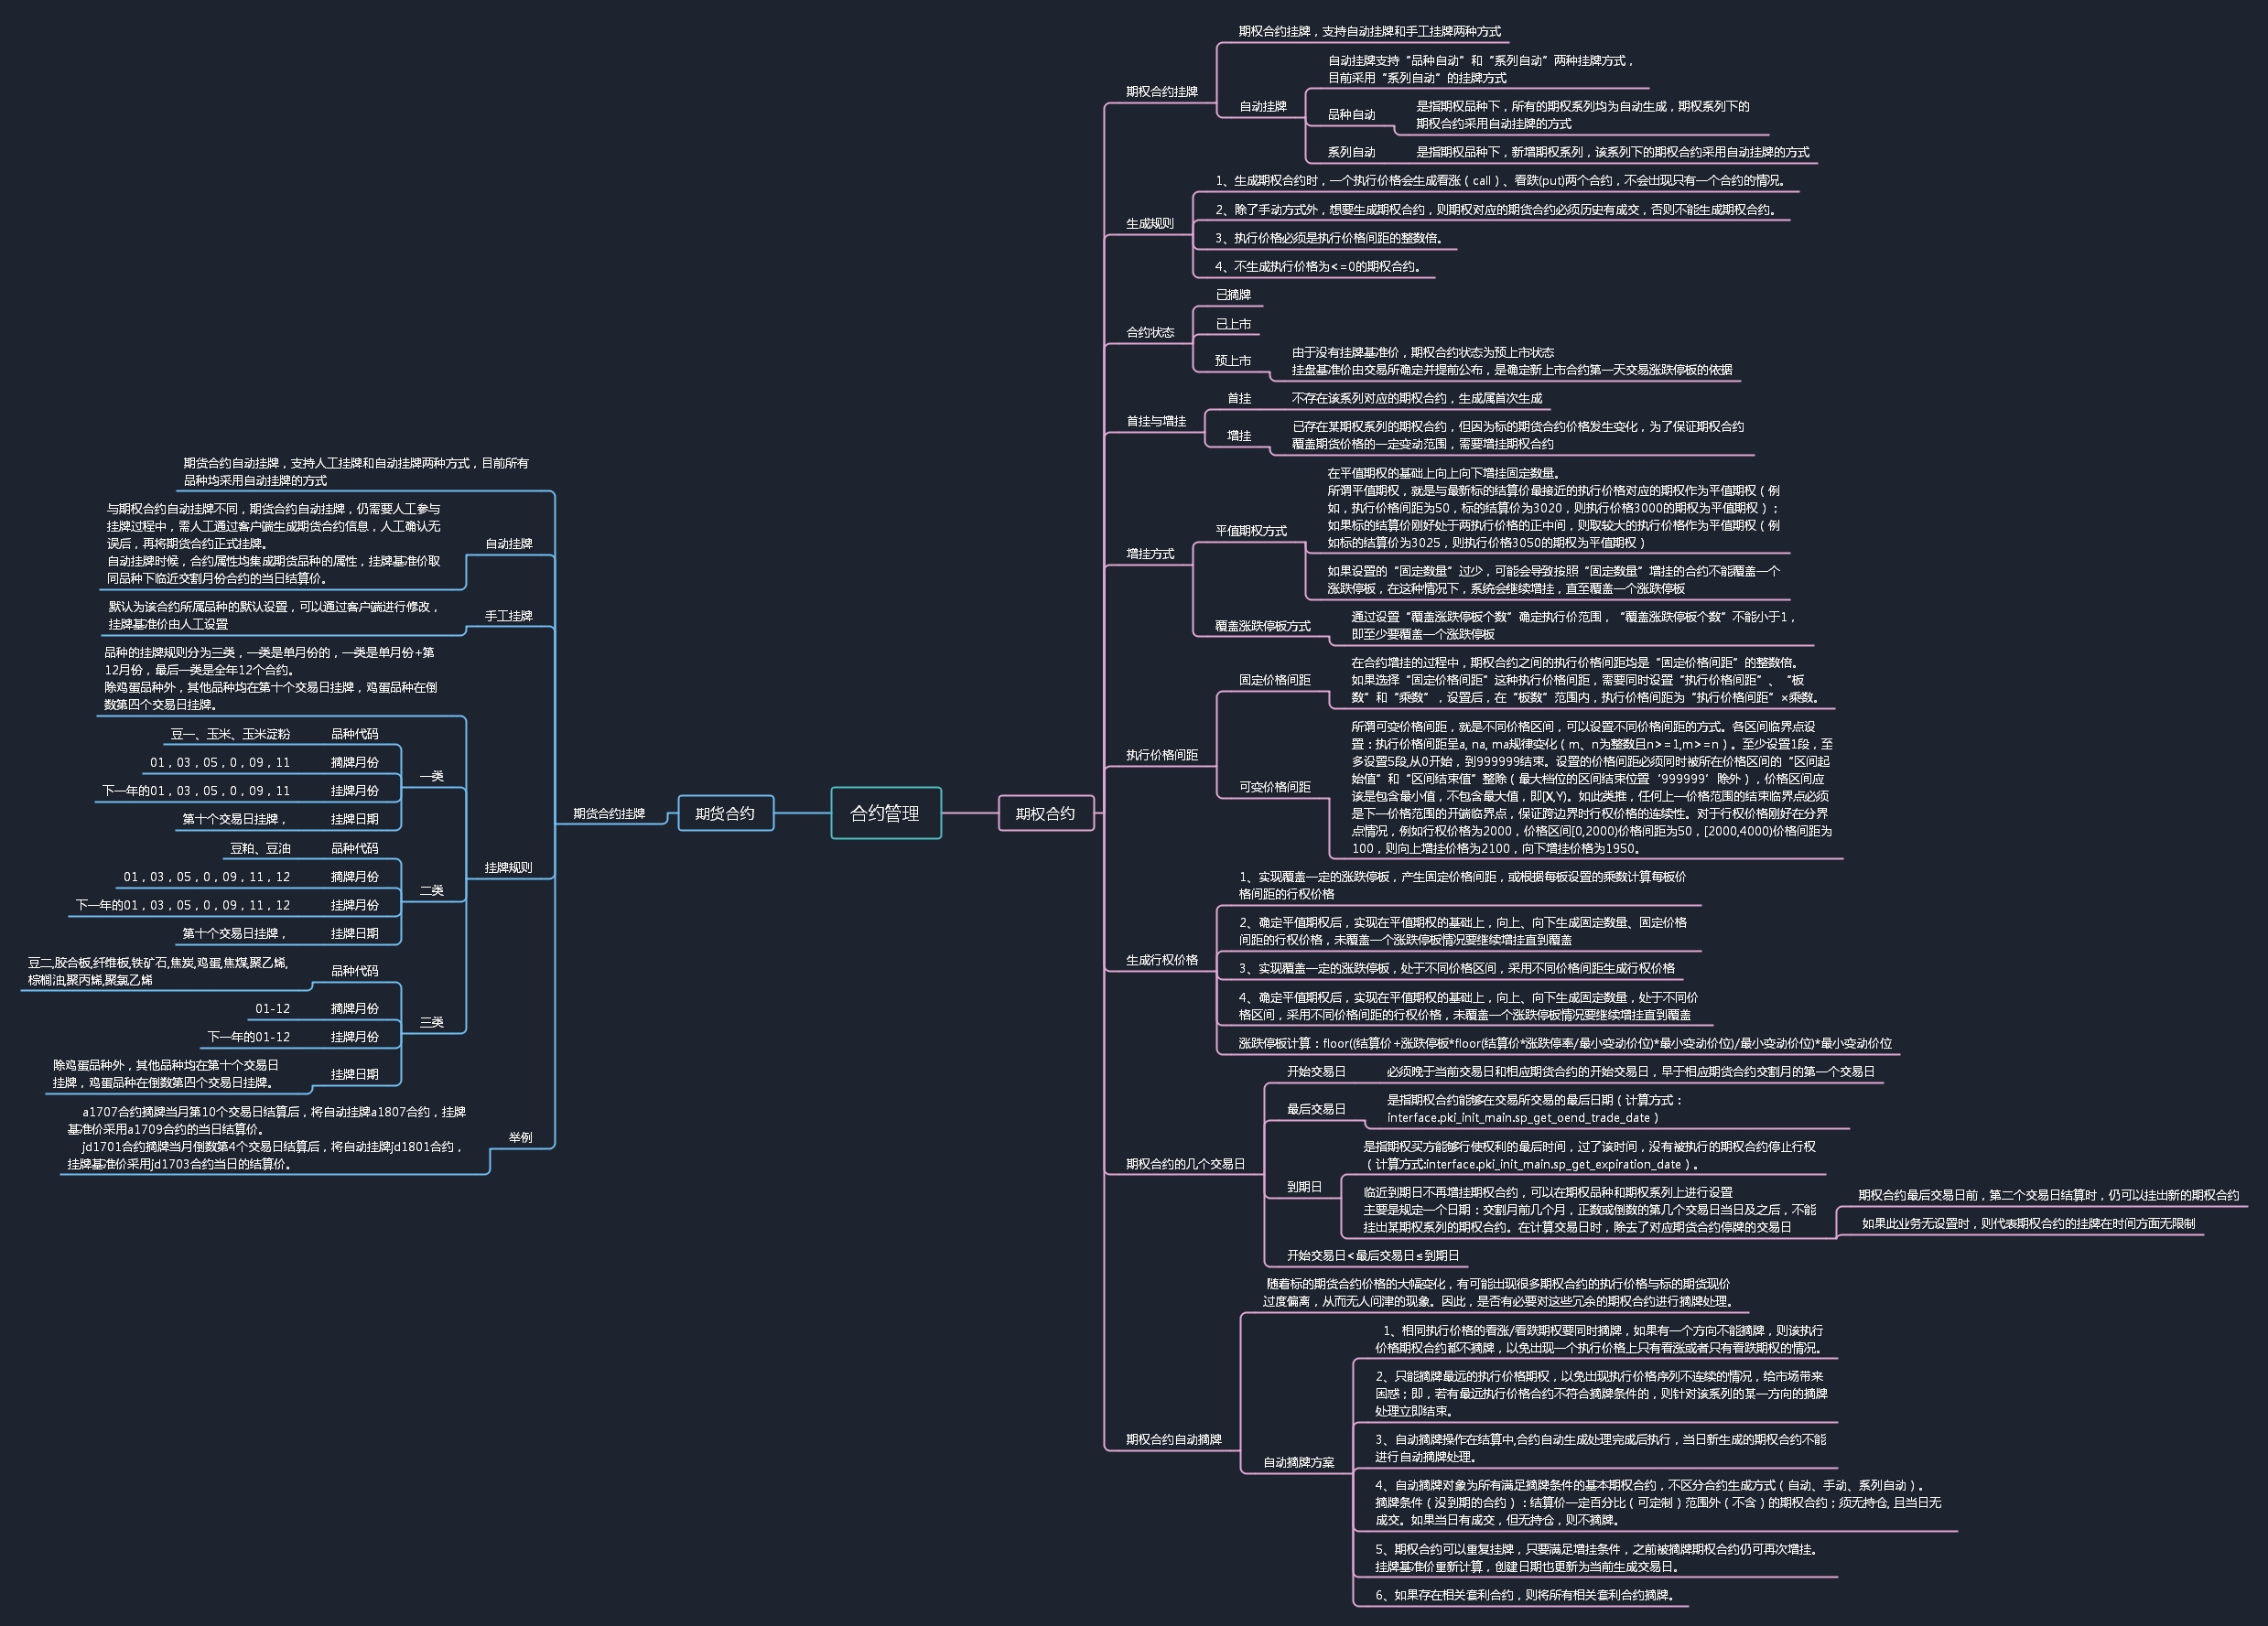 合约管理
期货合约
期货合约挂牌
期货合约自动挂牌，支持人工挂牌和自动挂牌两种方式，目前所有
品种均采用自动挂牌的方式
自动挂牌
与期权合约自动挂牌不同，期货合约自动挂牌，仍需要人工参与
挂牌过程中，需人工通过客户端生成期货合约信息，人工确认无
误后，再将期货合约正式挂牌。
自动挂牌时候，合约属性均集成期货品种的属性，挂牌基准价取
同品种下临近交割月份合约的当日结算价。
手工挂牌
默认为该合约所属品种的默认设置，可以通过客户端进行修改，
挂牌基准价由人工设置
挂牌规则
品种的挂牌规则分为三类，一类是单月份的，一类是单月份+第
12月份，最后一类是全年12个合约。
除鸡蛋品种外，其他品种均在第十个交易日挂牌，鸡蛋品种在倒
数第四个交易日挂牌。
一类
品种代码
豆一、玉米、玉米淀粉
摘牌月份
01，03，05，0，09，11
挂牌月份
下一年的01，03，05，0，09，11
挂牌日期
第十个交易日挂牌，
二类
品种代码
豆粕、豆油
摘牌月份
01，03，05，0，09，11，12
挂牌月份
下一年的01，03，05，0，09，11，12
挂牌日期
第十个交易日挂牌，
三类
品种代码
豆二,胶合板,纤维板,铁矿石,焦炭,鸡蛋,焦煤,聚乙烯,
棕榈油,聚丙烯,聚氯乙烯
摘牌月份
01-12
挂牌月份
下一年的01-12
挂牌日期
除鸡蛋品种外，其他品种均在第十个交易日
挂牌，鸡蛋品种在倒数第四个交易日挂牌。
举例
a1707合约摘牌当月第10个交易日结算后，将自动挂牌a1807合约，挂牌
基准价采用a1709合约的当日结算价。
jd1701合约摘牌当月倒数第4个交易日结算后，将自动挂牌jd1801合约，
挂牌基准价采用jd1703合约当日的结算价。
期权合约
期权合约挂牌
期权合约挂牌，支持自动挂牌和手工挂牌两种方式
自动挂牌
自动挂牌支持“品种自动”和“系列自动”两种挂牌方式，
目前采用“系列自动”的挂牌方式
品种自动
是指期权品种下，所有的期权系列均为自动生成，期权系列下的
期权合约采用自动挂牌的方式
系列自动
是指期权品种下，新增期权系列，该系列下的期权合约采用自动挂牌的方式
生成规则
1、生成期权合约时，一个执行价格会生成看涨（call）、看跌(put)两个合约，不会出现只有一个合约的情况。
2、除了手动方式外，想要生成期权合约，则期权对应的期货合约必须历史有成交，否则不能生成期权合约。
3、执行价格必须是执行价格间距的整数倍。
4、不生成执行价格为<=0的期权合约。
合约状态
已摘牌
已上市
预上市
由于没有挂牌基准价，期权合约状态为预上市状态
挂盘基准价由交易所确定并提前公布，是确定新上市合约第一天交易涨跌停板的依据
首挂与增挂
首挂
不存在该系列对应的期权合约，生成属首次生成
增挂
已存在某期权系列的期权合约，但因为标的期货合约价格发生变化，为了保证期权合约
覆盖期货价格的一定变动范围，需要增挂期权合约
增挂方式
平值期权方式
在平值期权的基础上向上向下增挂固定数量。
所谓平值期权，就是与最新标的结算价最接近的执行价格对应的期权作为平值期权（例
如，执行价格间距为50，标的结算价为3020，则执行价格3000的期权为平值期权）；
如果标的结算价刚好处于两执行价格的正中间，则取较大的执行价格作为平值期权（例
如标的结算价为3025，则执行价格3050的期权为平值期权）
如果设置的“固定数量”过少，可能会导致按照“固定数量”增挂的合约不能覆盖一个
涨跌停板，在这种情况下，系统会继续增挂，直至覆盖一个涨跌停板
覆盖涨跌停板方式
通过设置“覆盖涨跌停板个数”确定执行价范围，“覆盖涨跌停板个数”不能小于1，
即至少要覆盖一个涨跌停板
执行价格间距
固定价格间距
在合约增挂的过程中，期权合约之间的执行价格间距均是“固定价格间距”的整数倍。
如果选择“固定价格间距”这种执行价格间距，需要同时设置“执行价格间距”、“板
数”和“乘数”，设置后，在“板数”范围内，执行价格间距为“执行价格间距”×乘数。
可变价格间距
所谓可变价格间距，就是不同价格区间，可以设置不同价格间距的方式。各区间临界点设
置：执行价格间距呈a, na, ma规律变化（m、n为整数且n>=1,m>=n）。至少设置1段，至
多设置5段,从0开始，到999999结束。设置的价格间距必须同时被所在价格区间的“区间起
始值”和“区间结束值”整除（最大档位的区间结束位置‘999999’除外），价格区间应
该是包含最小值，不包含最大值，即[X,Y)。如此类推，任何上一价格范围的结束临界点必须
是下一价格范围的开端临界点，保证跨边界时行权价格的连续性。对于行权价格刚好在分界
点情况，例如行权价格为2000，价格区间[0,2000)价格间距为50，[2000,4000)价格间距为
100，则向上增挂价格为2100，向下增挂价格为1950。
生成行权价格
1、实现覆盖一定的涨跌停板，产生固定价格间距，或根据每板设置的乘数计算每板价
格间距的行权价格
2、确定平值期权后，实现在平值期权的基础上，向上、向下生成固定数量、固定价格
间距的行权价格，未覆盖一个涨跌停板情况要继续增挂直到覆盖
3、实现覆盖一定的涨跌停板，处于不同价格区间，采用不同价格间距生成行权价格
4、确定平值期权后，实现在平值期权的基础上，向上、向下生成固定数量，处于不同价
格区间，采用不同价格间距的行权价格，未覆盖一个涨跌停板情况要继续增挂直到覆盖
涨跌停板计算：floor((结算价+涨跌停板*floor(结算价*涨跌停率/最小变动价位)*最小变动价位)/最小变动价位)*最小变动价位
期权合约的几个交易日
开始交易日
必须晚于当前交易日和相应期货合约的开始交易日，早于相应期货合约交割月的第一个交易日
最后交易日
是指期权合约能够在交易所交易的最后日期（计算方式：
interface.pki_init_main.sp_get_oend_trade_date）
到期日
是指期权买方能够行使权利的最后时间，过了该时间，没有被执行的期权合约停止行权
（计算方式:interface.pki_init_main.sp_get_expiration_date）。
临近到期日不再增挂期权合约，可以在期权品种和期权系列上进行设置
主要是规定一个日期：交割月前几个月，正数或倒数的第几个交易日当日及之后，不能
挂出某期权系列的期权合约。在计算交易日时，除去了对应期货合约停牌的交易日
期权合约最后交易日前，第二个交易日结算时，仍可以挂出新的期权合约
如果此业务无设置时，则代表期权合约的挂牌在时间方面无限制
开始交易日<最后交易日≤到期日
期权合约自动摘牌
随着标的期货合约价格的大幅变化，有可能出现很多期权合约的执行价格与标的期货现价
过度偏离，从而无人问津的现象。因此，是否有必要对这些冗余的期权合约进行摘牌处理。
自动摘牌方案
1、相同执行价格的看涨/看跌期权要同时摘牌，如果有一个方向不能摘牌，则该执行
价格期权合约都不摘牌，以免出现一个执行价格上只有看涨或者只有看跌期权的情况。
2、只能摘牌最远的执行价格期权，以免出现执行价格序列不连续的情况，给市场带来
困惑；即，若有最远执行价格合约不符合摘牌条件的，则针对该系列的某一方向的摘牌
处理立即结束。
3、自动摘牌操作在结算中,合约自动生成处理完成后执行，当日新生成的期权合约不能
进行自动摘牌处理。
4、自动摘牌对象为所有满足摘牌条件的基本期权合约，不区分合约生成方式（自动、手动、系列自动）。
摘牌条件（没到期的合约）：结算价一定百分比（可定制）范围外（不含）的期权合约；须无持仓, 且当日无
成交。如果当日有成交，但无持仓，则不摘牌。
5、期权合约可以重复挂牌，只要满足增挂条件，之前被摘牌期权合约仍可再次增挂。
挂牌基准价重新计算，创建日期也更新为当前生成交易日。
6、如果存在相关套利合约，则将所有相关套利合约摘牌。